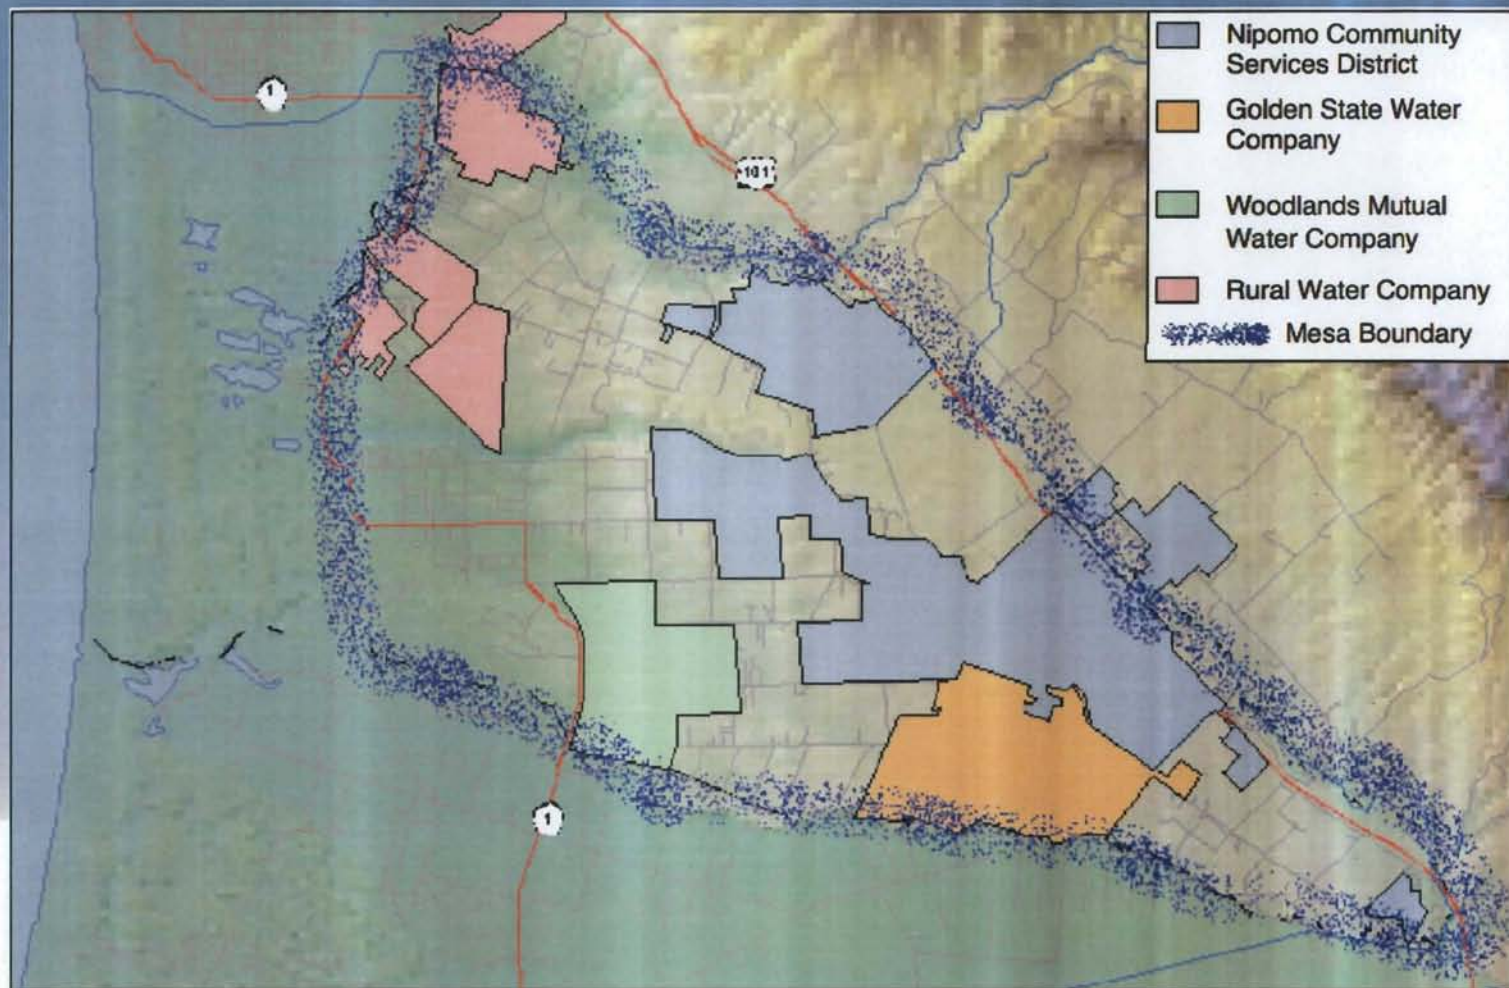 1
101
1
Nipomo Community
Services District
Golden State Water
Company
Woodlands Mutual
Water Company
Rural Water Company
Mesa Boundary